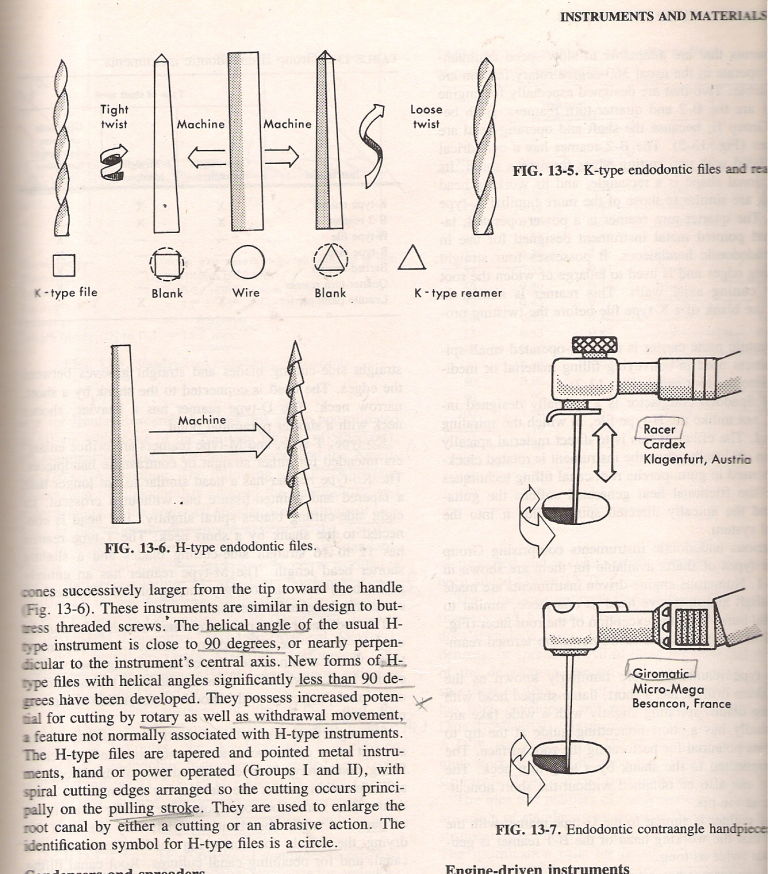 INSTRUMENTS AND MATERIALS
Tight
twist
Machine
Machine
Loose
twist
FIG. 13-5. K-type endodontic files and
K-type file
Blank
Wire
Blank
K-type reamer
Machine
FIG. 13-6. H-type endodontic files.
Racer
Cardex
Klagenfurt, Austria
Giromatic
Micro-Mega
Besancon, France
FIG. 13-7. Endodontic contraangle handpiece
cones successively larger from the tip toward the handle
(Fig. 13-6). These instruments are similar in design to but-
tress threaded screws. The helical angle of the usual H-
type instrument is close to 90 degrees, or nearly perpen-
dicular to the instrument's central axis. New forms of H-
type files with helical angles significantly less than 90 de-
grees have been developed. They possess increased poten-
tial for cutting by rotary as well as withdrawal movement,
a feature not normally associated with H-type instruments.
The H-type files are tapered and pointed metal instru-
ments, hand or power operated (Groups I and II), with
spiral cutting edges arranged so the cutting occurs princi-
pally on the pulling stroke. They are used to enlarge the
root canal by either a cutting or an abrasive action. The
identification symbol for H-type files is a circle.
Condensers and spreaders
Engine-driven instruments